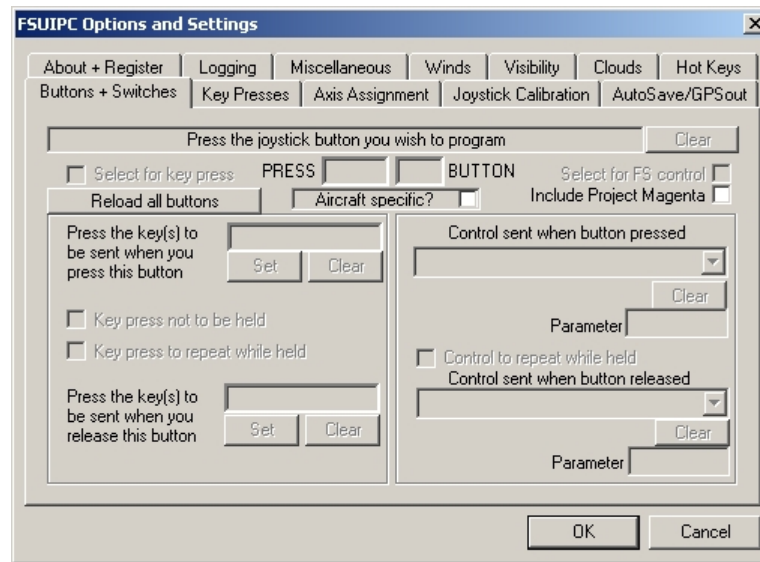 FSUIPC Options and Settings
About + Register Logging Miscellaneous Winds Visibility Clouds Hot Keys
Buttons + Switches Key Presses Axis Assignment Joystick Calibration AutoSave/GPSout
Press the joystick button you wish to program Clear
Select for key press PRESS BUTTON Select for FS control
Reload all buttons Aircraft specific? Include Project Magenta
Press the key(s) to
be sent when you
press this button
Set Clear
Key press not to be held
Key press to repeat while held
Press the key(s) to
be sent when you
release this button
Set Clear
Control sent when button pressed
Clear
Parameter
Control to repeat while held
Control sent when button released
Clear
Parameter
OK Cancel